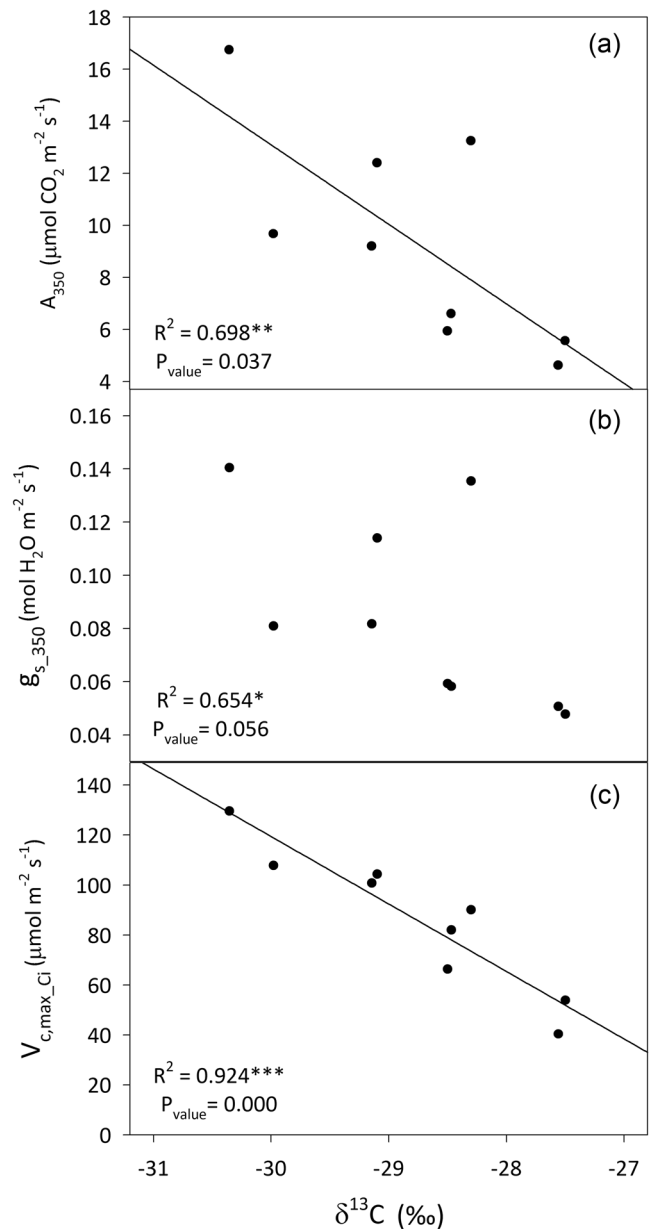 (a)
18
16
14
12
10
8
6
4
A350 (μmol CO2 m-2 s-1)
R2 = 0.698**
Pvalue= 0.037
(b)
0.16
0.14
0.12
0.10
0.08
0.06
0.04
gs_350 (mol H2O m-2 s-1)
R2 = 0.654*
Pvalue= 0.056
(c)
140
120
100
80
60
40
20
0
Vc,max_Ci (μmol m-2 s-1)
R2 = 0.924***
Pvalue= 0.000
-31 -30 -29 -28 -27
δ13C (‰)